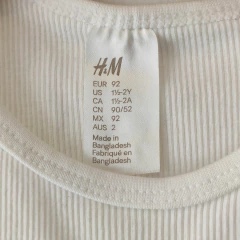 H&M
EUR 92
US 1½-2Y
CA 1½-2A
CN 90/52
MX 92
AUS 2
Made in
Bangladesh
Fabriqué en
Bangladesh